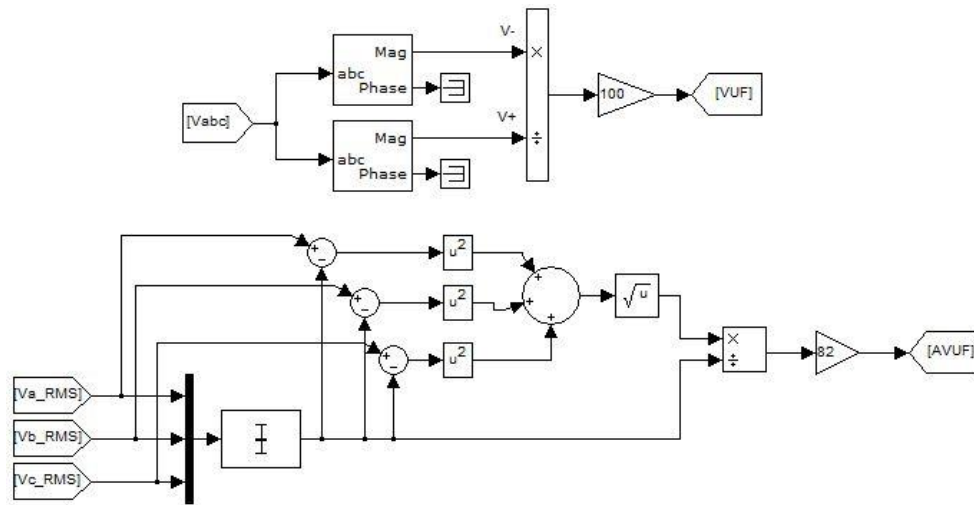 V-
Mag
abc
Phase
×
100
[VUF]
[Vabc]
V+
Mag
abc
Phase
÷
+
−
u²
+
−
u²
+
+
+
√u
+
−
u²
×
÷
82
[AVUF]
[Va_RMS]
[Vb_RMS]
[Vc_RMS]